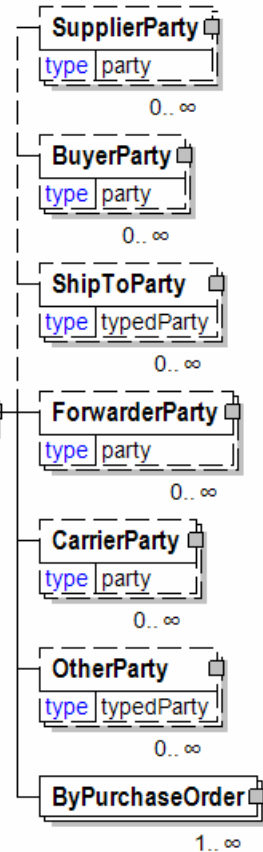 SupplierParty
type party
0.. ∞
BuyerParty
type party
0.. ∞
ShipToParty
type typedParty
0.. ∞
ForwarderParty
type party
0.. ∞
CarrierParty
type party
0.. ∞
OtherParty
type typedParty
0.. ∞
ByPurchaseOrder
1.. ∞